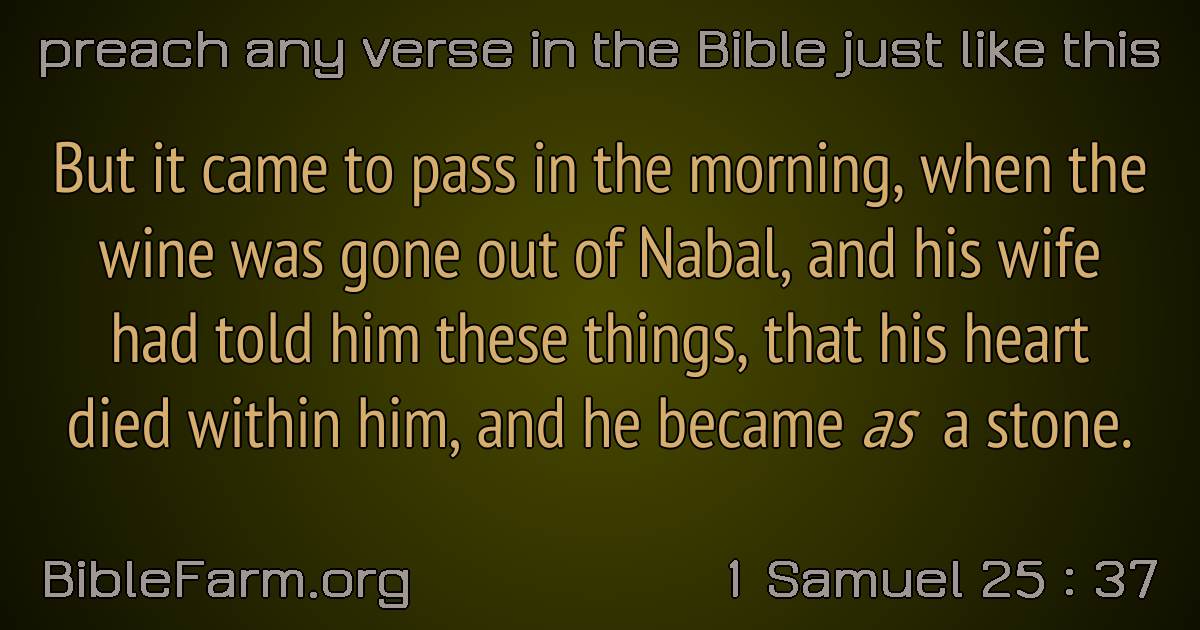 preach any verse in the Bible just like this
But it came to pass in the morning, when the
wine was gone out of Nabal, and his wife
had told him these things, that his heart
died within him, and he became as a stone.
BibleFarm.org
1 Samuel 25 : 37